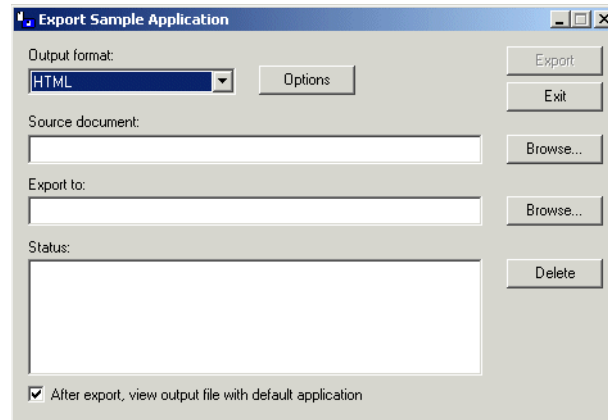 Export Sample Application
Output format:
Export
HTML
Options
Exit
Source document:
Browse...
Export to:
Browse...
Status:
Delete
After export, view output file with default application